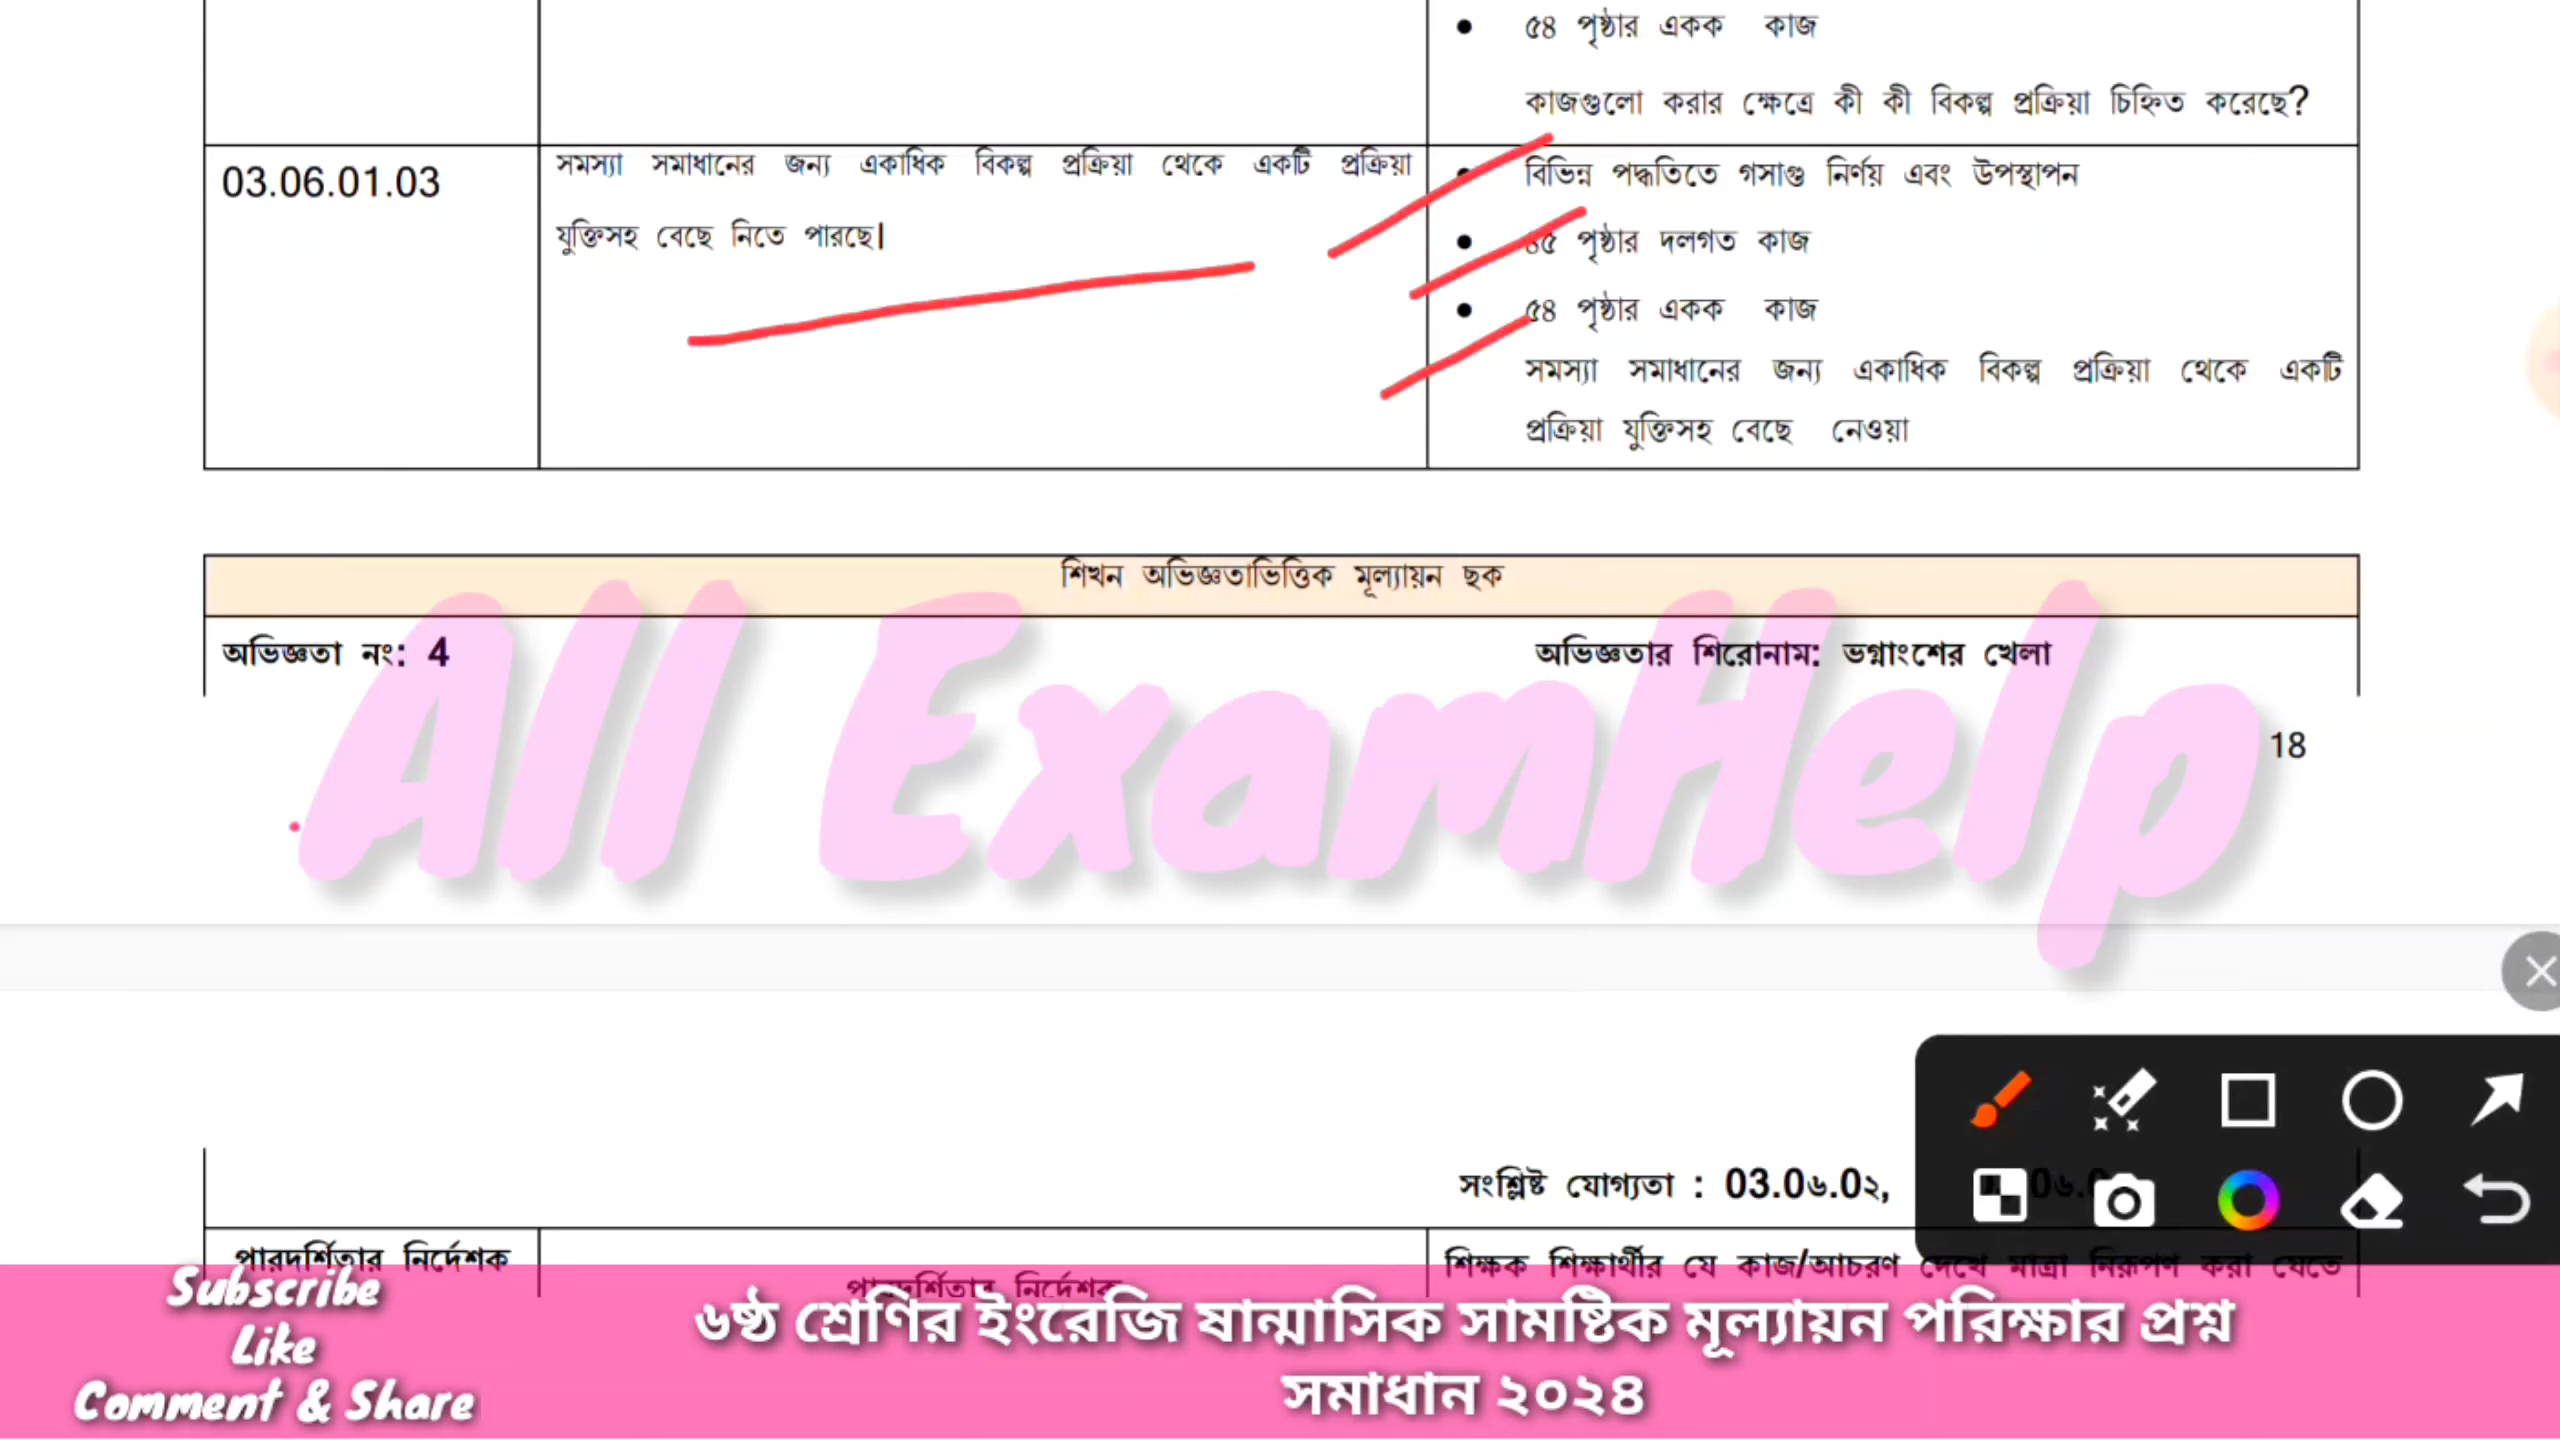 • ৫৪ পৃষ্ঠার একক কাজ
কাজগুলো করার ক্ষেত্রে কী কী বিকল্প প্রক্রিয়া চিহ্নিত করেছে?
03.06.01.03
সমস্যা সমাধানের জন্য একাধিক বিকল্প প্রক্রিয়া থেকে একটি প্রক্রিয়া
যুক্তিসহ বেছে নিতে পারছে।
• বিভিন্ন পদ্ধতিতে গসাগু নির্ণয় এবং উপস্থাপন
• ৪৫ পৃষ্ঠার দলগত কাজ
• ৫৪ পৃষ্ঠার একক কাজ
সমস্যা সমাধানের জন্য একাধিক বিকল্প প্রক্রিয়া থেকে একটি
প্রক্রিয়া যুক্তিসহ বেছে নেওয়া
শিখন অভিজ্ঞতাভিত্তিক মূল্যায়ন ছক
অভিজ্ঞতা নং: 4
অভিজ্ঞতার শিরোনাম: ভগ্নাংশের খেলা
18
All ExamHelp
সংশ্লিষ্ট যোগ্যতা : 03.0৬.0২,
পারদর্শিতার নির্দেশক
পারদর্শিতার নির্দেশক
শিক্ষক শিক্ষার্থীর যে কাজ/আচরণ দেখে মাত্রা নিরূপণ করা যেতে
Subscribe
Like
Comment & Share
৬ষ্ঠ শ্রেণির ইংরেজি ষান্মাসিক সামষ্টিক মূল্যায়ন পরিক্ষার প্রশ্ন
সমাধান ২০২৪